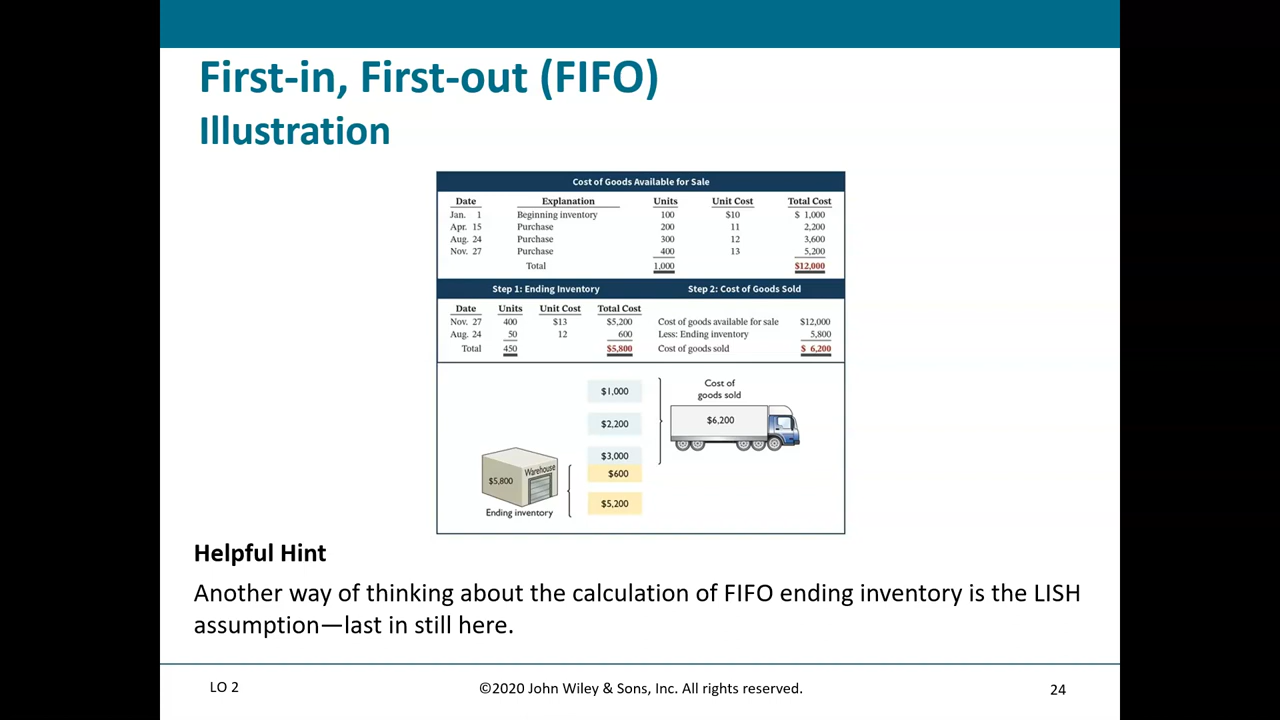 First-in, First-out (FIFO)
Illustration
Cost of Goods Available for Sale
Date Explanation Units Unit Cost Total Cost
Jan. 1 Beginning inventory 100 $10 $ 1,000
Apr. 15 Purchase 200 11 2,200
Aug. 24 Purchase 300 12 3,600
Nov. 27 Purchase 400 13 5,200
Total 1,000 $12,000
Step 1: Ending Inventory Step 2: Cost of Goods Sold
Date Units Unit Cost Total Cost
Nov. 27 400 $13 $5,200 Cost of goods available for sale $12,000
Aug. 24 50 12 600 Less: Ending inventory 5,800
Total 450 $5,800 Cost of goods sold $ 6,200
Cost of
goods sold
$1,000
$2,200
$6,200
$3,000
$600
$5,200
Warehouse
$5,800
Ending inventory
Helpful Hint
Another way of thinking about the calculation of FIFO ending inventory is the LISH
assumption—last in still here.
LO 2 ©2020 John Wiley & Sons, Inc. All rights reserved. 24